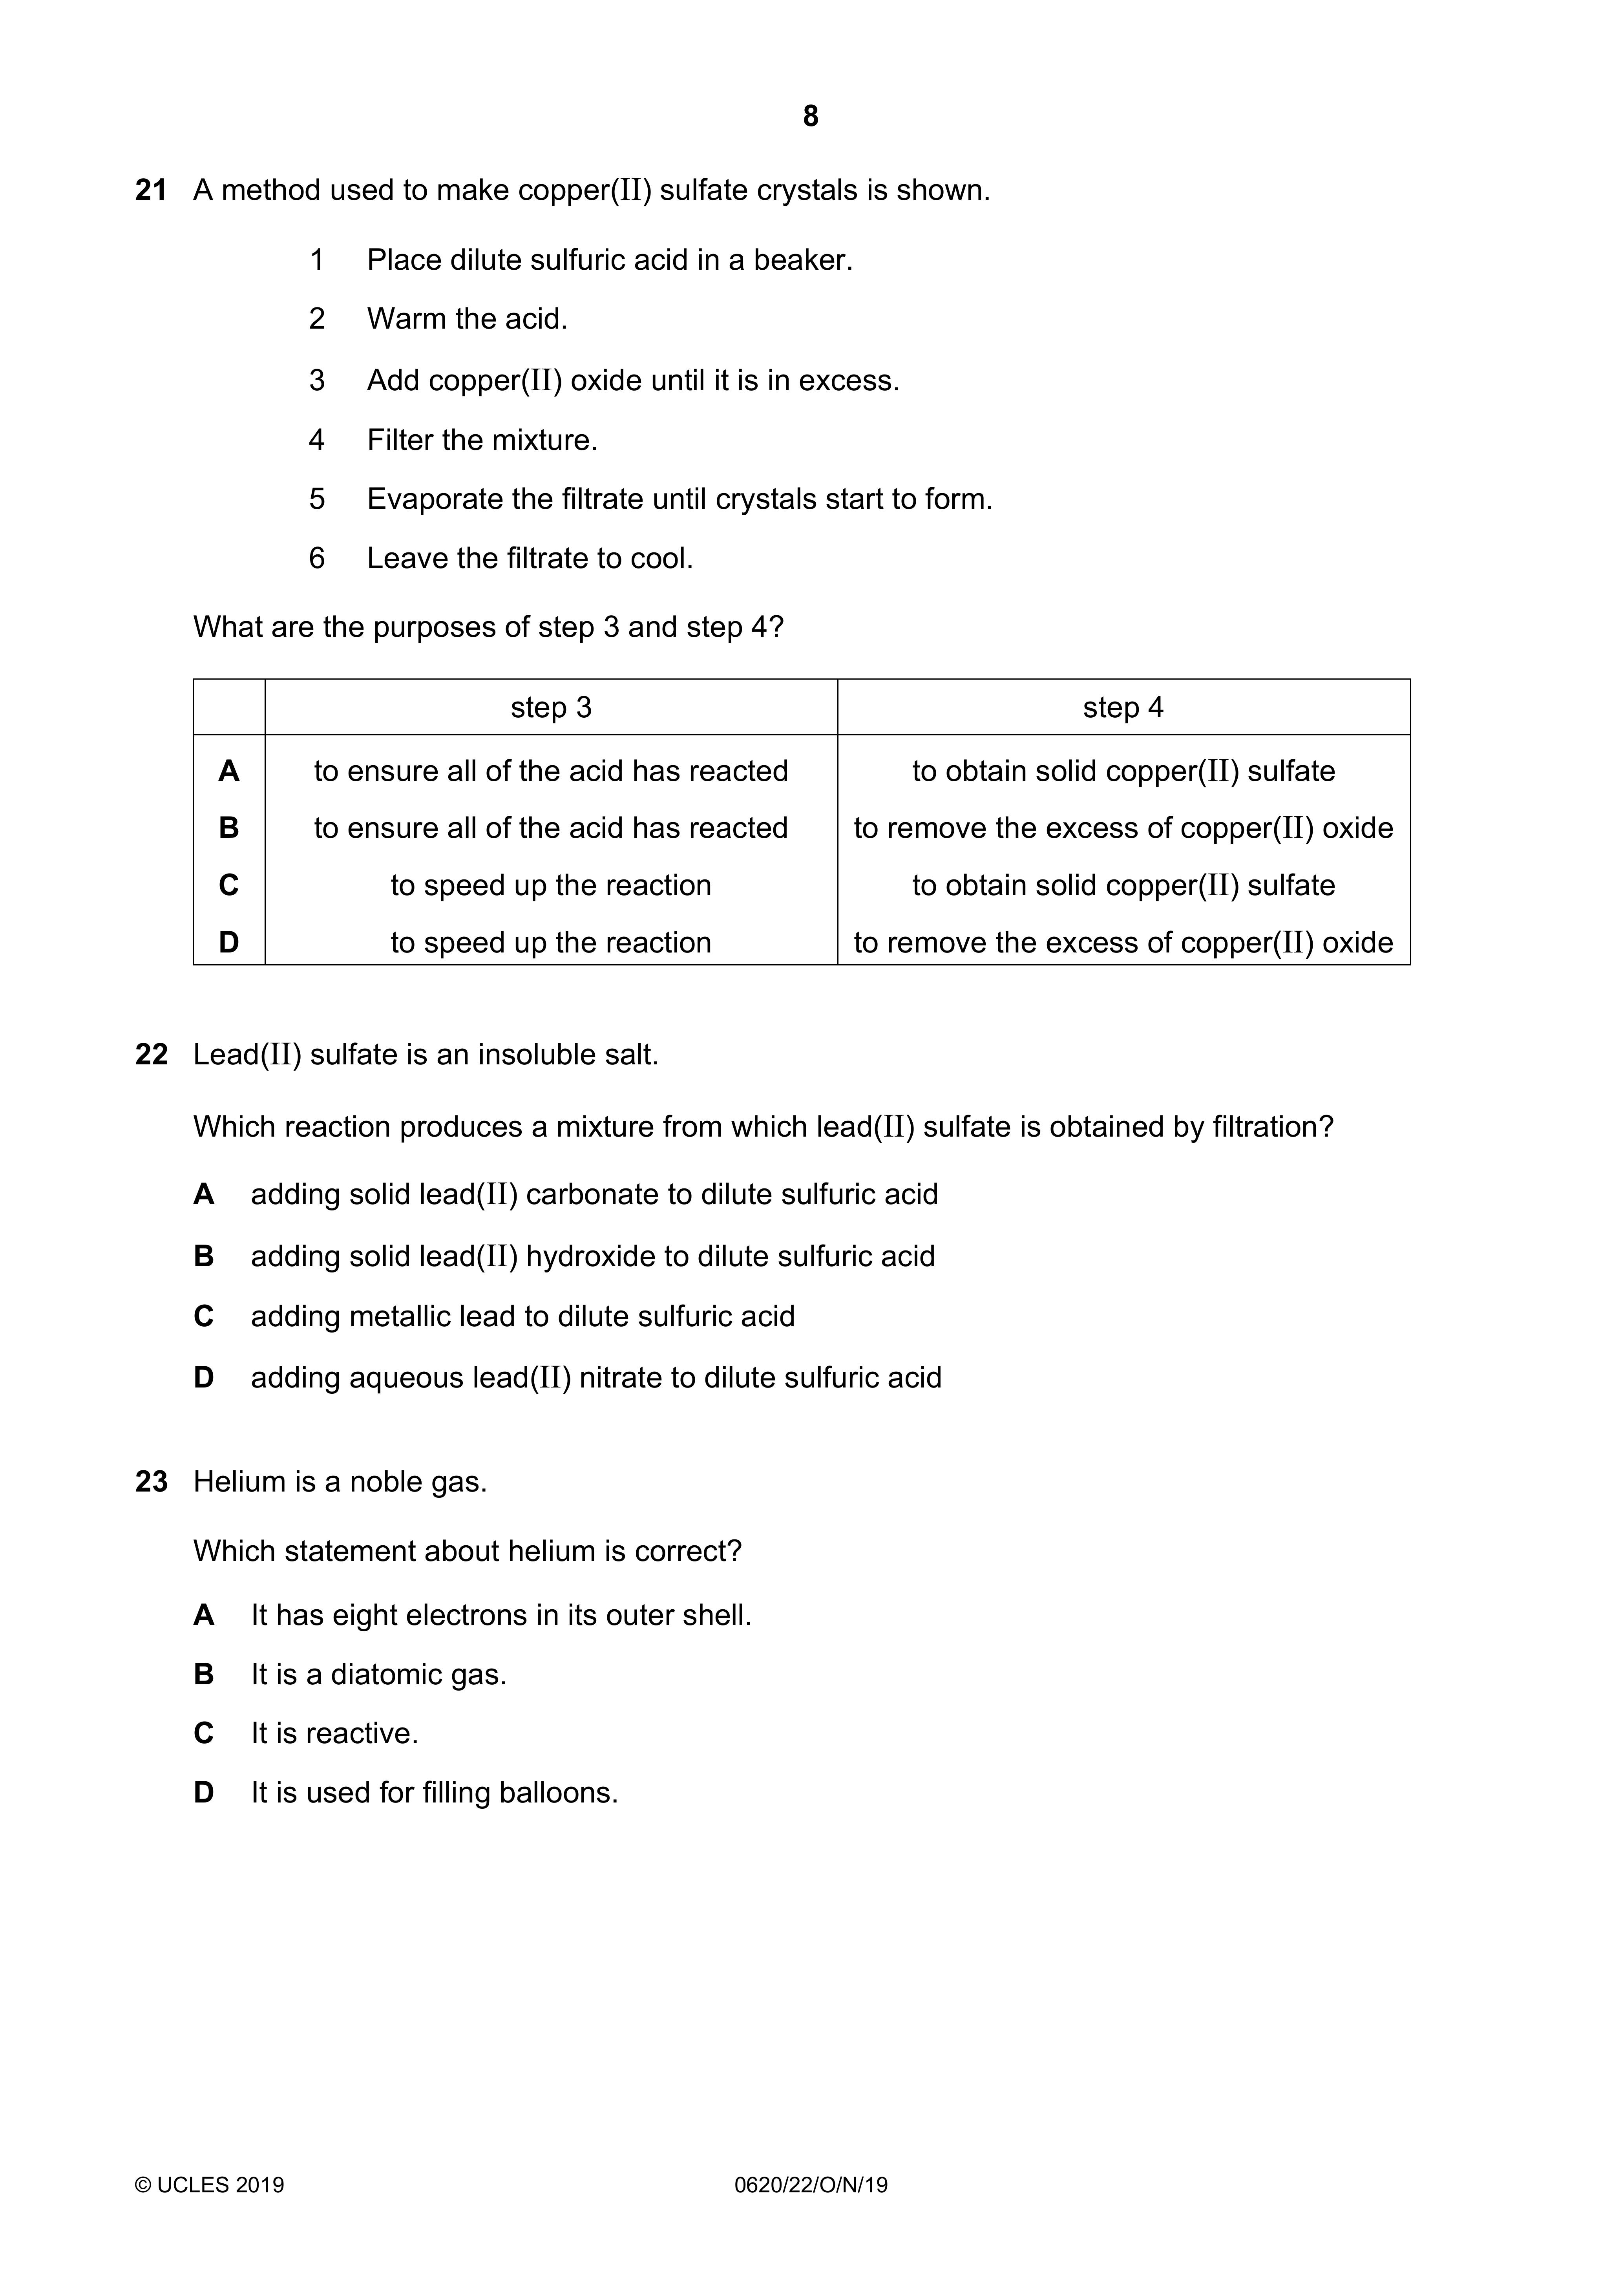 8
21 A method used to make copper(II) sulfate crystals is shown.
1 Place dilute sulfuric acid in a beaker.
2 Warm the acid.
3 Add copper(II) oxide until it is in excess.
4 Filter the mixture.
5 Evaporate the filtrate until crystals start to form.
6 Leave the filtrate to cool.
What are the purposes of step 3 and step 4?
step 3 step 4
A to ensure all of the acid has reacted to obtain solid copper(II) sulfate
B to ensure all of the acid has reacted to remove the excess of copper(II) oxide
C to speed up the reaction to obtain solid copper(II) sulfate
D to speed up the reaction to remove the excess of copper(II) oxide
22 Lead(II) sulfate is an insoluble salt.
Which reaction produces a mixture from which lead(II) sulfate is obtained by filtration?
A adding solid lead(II) carbonate to dilute sulfuric acid
B adding solid lead(II) hydroxide to dilute sulfuric acid
C adding metallic lead to dilute sulfuric acid
D adding aqueous lead(II) nitrate to dilute sulfuric acid
23 Helium is a noble gas.
Which statement about helium is correct?
A It has eight electrons in its outer shell.
B It is a diatomic gas.
C It is reactive.
D It is used for filling balloons.
© UCLES 2019 0620/22/O/N/19